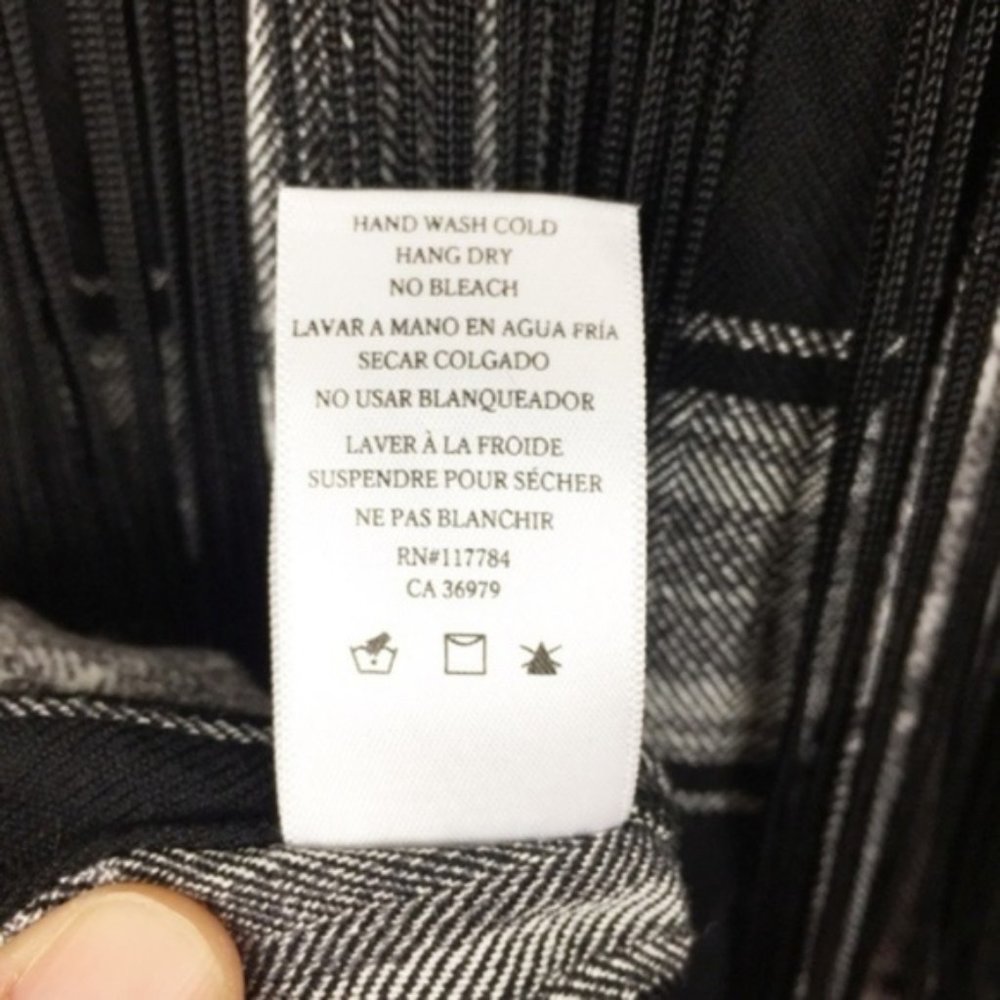 HAND WASH COLD
HANG DRY
NO BLEACH
LAVAR A MANO EN AGUA FRÍA
SECAR COLGADO
NO USAR BLANQUEADOR
LAVER À LA FROIDE
SUSPENDRE POUR SÉCHER
NE PAS BLANCHIR
RN#117784
CA 36979